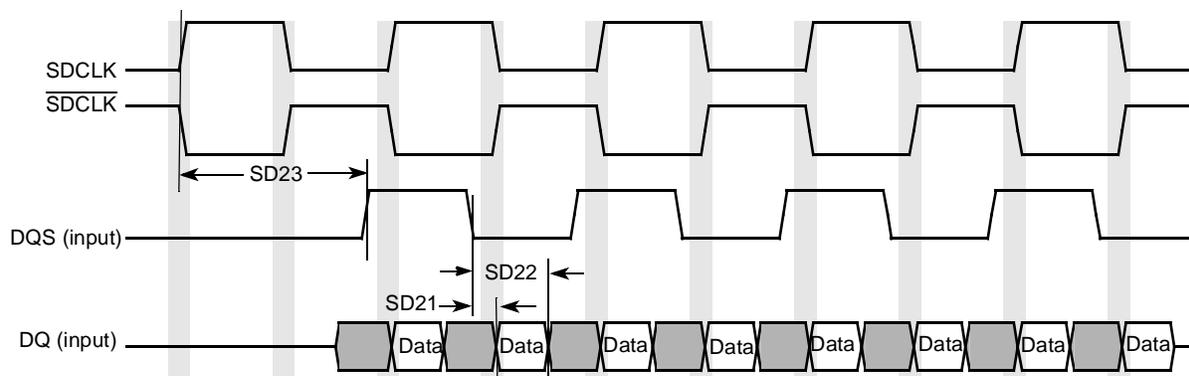 SDCLK
SDCLK
SD23
DQS (input)
SD22
SD21
DQ (input)
Data
Data
Data
Data
Data
Data
Data
Data